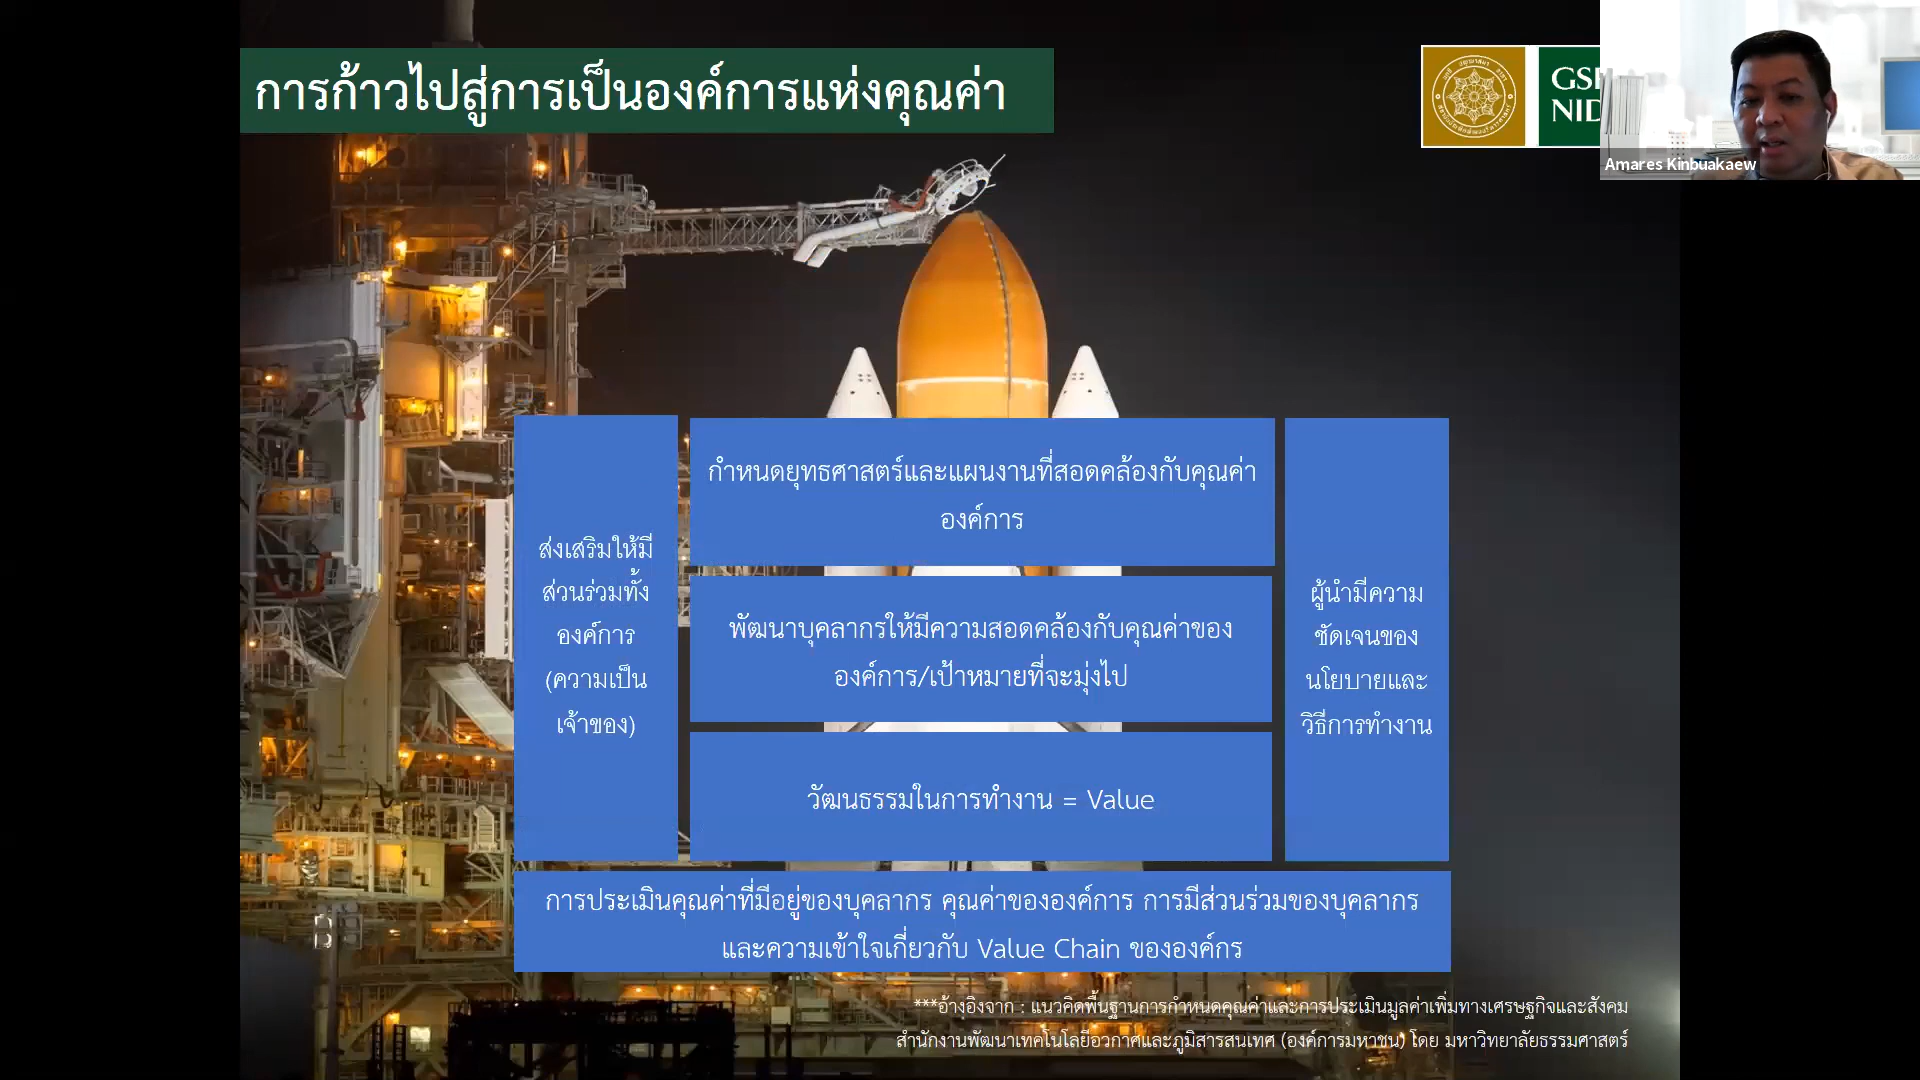 การก้าวไปสู่การเป็นองค์การแห่งคุณค่า
GSP
NID
Amares Kinbuakaew
ส่งเสริมให้มี
ส่วนร่วมทั้ง
องค์การ
(ความเป็น
เจ้าของ)
กำหนดยุทธศาสตร์และแผนงานที่สอดคล้องกับคุณค่า
องค์การ
พัฒนาบุคลากรให้มีความสอดคล้องกับคุณค่าของ
องค์การ/เป้าหมายที่จะมุ่งไป
วัฒนธรรมในการทำงาน = Value
ผู้นำมีความ
ชัดเจนของ
นโยบายและ
วิธีการทำงาน
การประเมินคุณค่าที่มีอยู่ของบุคลากร คุณค่าขององค์การ การมีส่วนร่วมของบุคลากร
และความเข้าใจเกี่ยวกับ Value Chain ขององค์กร
***อ้างอิงจาก : แนวคิดพื้นฐานการกำหนดคุณค่าและการประเมินมูลค่าเพิ่มทางเศรษฐกิจและสังคม
สำนักงานพัฒนาเทคโนโลยีอวกาศและภูมิสารสนเทศ (องค์การมหาชน) โดย มหาวิทยาลัยธรรมศาสตร์